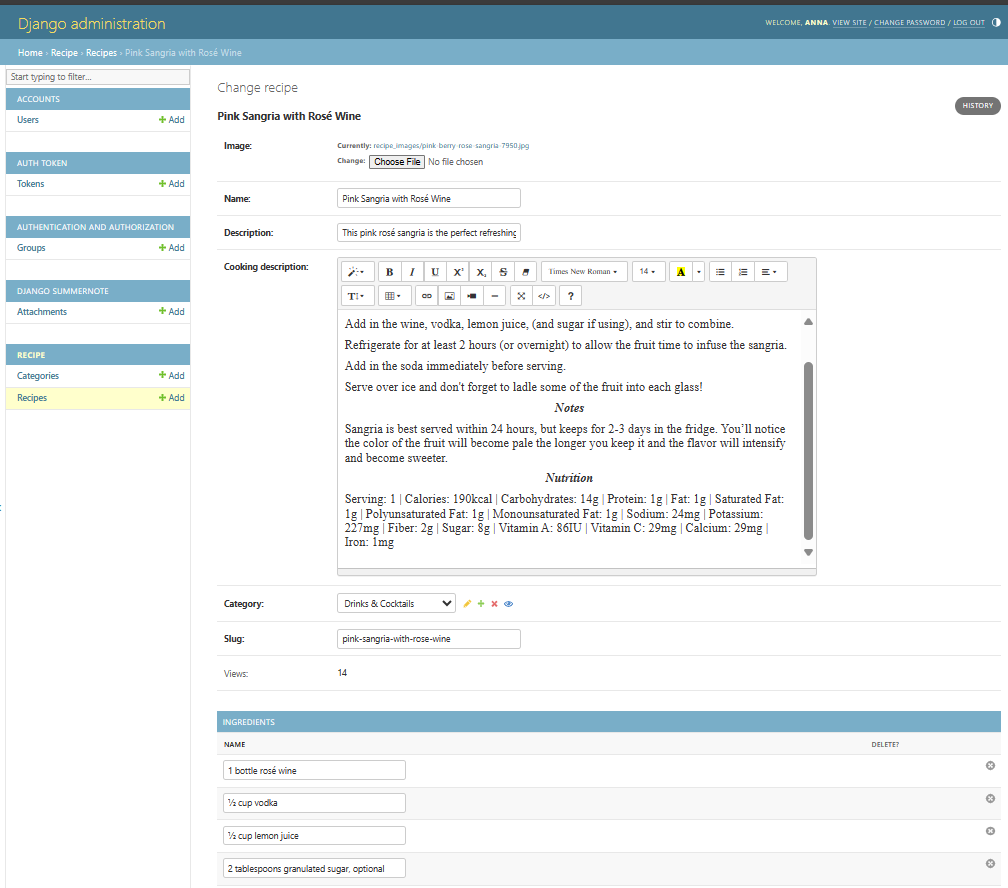 Django administration
WELCOME, ANNA. VIEW SITE / CHANGE PASSWORD / LOG OUT
Home › Recipe › Recipes › Pink Sangria with Rosé Wine
Start typing to filter...
ACCOUNTS
Users
Add
AUTH TOKEN
Tokens
Add
AUTHENTICATION AND AUTHORIZATION
Groups
Add
DJANGO SUMMERNOTE
Attachments
Add
RECIPE
Categories
Add
Recipes
Add
Change recipe
HISTORY
Pink Sangria with Rosé Wine
Image:
Currently: recipe_images/pink-berry-rose-sangria-7950.jpg
Change: Choose File No file chosen
Name:
Pink Sangria with Rosé Wine
Description:
This pink rosé sangria is the perfect refreshing
Cooking description:
B I U X² X₂ S Times New Roman 14 A
T </> ?
Add in the wine, vodka, lemon juice, (and sugar if using), and stir to combine.
Refrigerate for at least 2 hours (or overnight) to allow the fruit time to infuse the sangria.
Add in the soda immediately before serving.
Serve over ice and don't forget to ladle some of the fruit into each glass!
Notes
Sangria is best served within 24 hours, but keeps for 2-3 days in the fridge. You’ll notice
the color of the fruit will become pale the longer you keep it and the flavor will intensify
and become sweeter.
Nutrition
Serving: 1 | Calories: 190kcal | Carbohydrates: 14g | Protein: 1g | Fat: 1g | Saturated Fat:
1g | Polyunsaturated Fat: 1g | Monounsaturated Fat: 1g | Sodium: 24mg | Potassium:
227mg | Fiber: 2g | Sugar: 8g | Vitamin A: 86IU | Vitamin C: 29mg | Calcium: 29mg |
Iron: 1mg
Category:
Drinks & Cocktails
Slug:
pink-sangria-with-rose-wine
Views:
14
INGREDIENTS
NAME
DELETE?
1 bottle rosé wine
½ cup vodka
½ cup lemon juice
2 tablespoons granulated sugar, optional